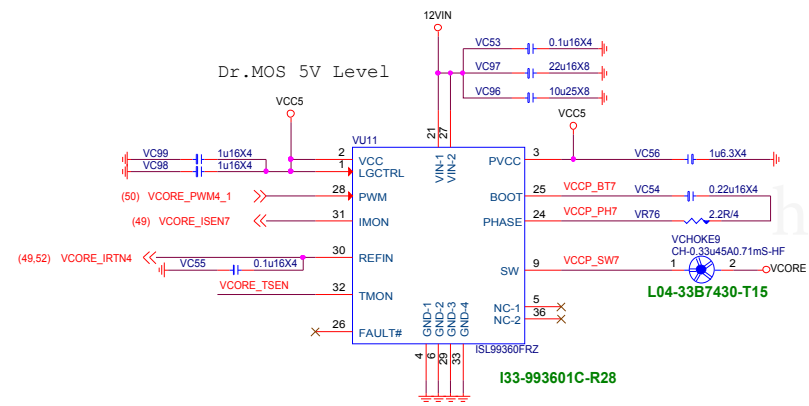 12VIN
VC53 0.1u16X4
VC97 22u16X8
VC96 10u25X8
Dr.MOS 5V Level
VCC5
VCC5
VU11
21 27
VC99 1u16X4
VC98 1u16X4
2 VCC
1 LGCTRL
VIN-1 VIN-2
PVCC 3
VC56 1u6.3X4
(50) VCORE_PWM4_1
28 PWM
BOOT 25
VCCP_BT7
VC54 0.22u16X4
(49) VCORE_ISEN7
31 IMON
PHASE 24
VCCP_PH7
VR76 2.2R/4
h
VCHOKE9
CH-0.33u45A0.71mS-HF
(49,52) VCORE_IRTN4
30 REFIN
VC55 0.1u16X4
SW 9
VCCP_SW7
1 2
VCORE
L04-33B7430-T15
VCORE_TSEN
32 TMON
NC-1 5
NC-2 36
26 FAULT#
GND-1 GND-2 GND-3 GND-4
4 6 29 33
ISL99360FRZ
I33-993601C-R28